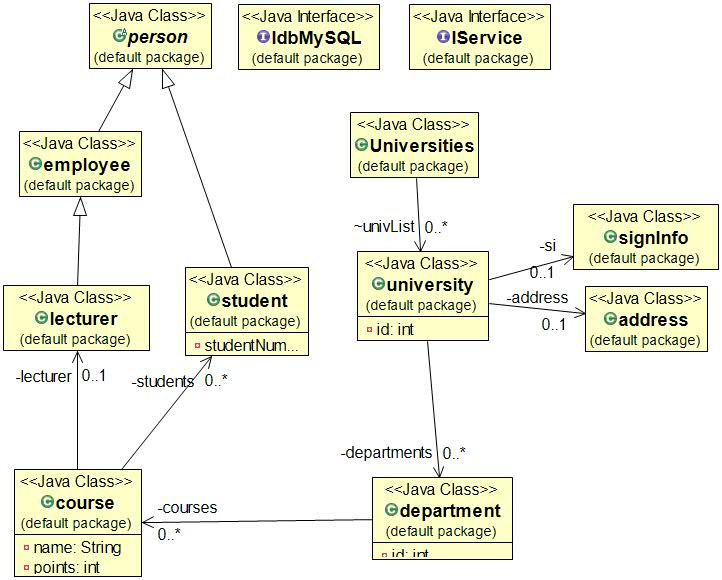 <<Java Class>>
person
(default package)
<<Java Interface>>
IdbMySQL
(default package)
<<Java Interface>>
IService
(default package)
<<Java Class>>
employee
(default package)
<<Java Class>>
Universities
(default package)
~univList
0..*
<<Java Class>>
signInfo
(default package)
-si
0..1
<<Java Class>>
university
(default package)
id: int
-address
0..1
<<Java Class>>
address
(default package)
<<Java Class>>
lecturer
(default package)
<<Java Class>>
student
(default package)
studentNum...
-lecturer
0..1
-students
0..*
-departments
0..*
<<Java Class>>
course
(default package)
name: String
points: int
-courses
0..*
<<Java Class>>
department
(default package)
id: int